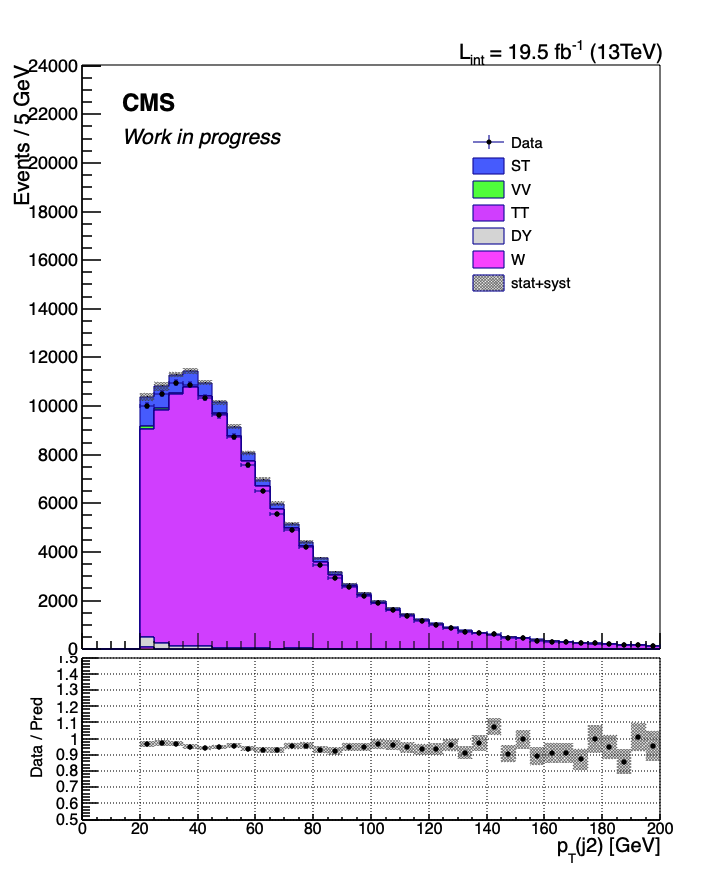 L_int = 19.5 fb^-1 (13TeV)
Events / 5 GeV
24000
22000
20000
18000
16000
14000
12000
10000
8000
6000
4000
2000
0
CMS
Work in progress
Data
ST
VV
TT
DY
W
stat+syst
Data / Pred
1.5
1.4
1.3
1.2
1.1
1
0.9
0.8
0.7
0.6
0.5
0 20 40 60 80 100 120 140 160 180 200
p_T(j2) [GeV]